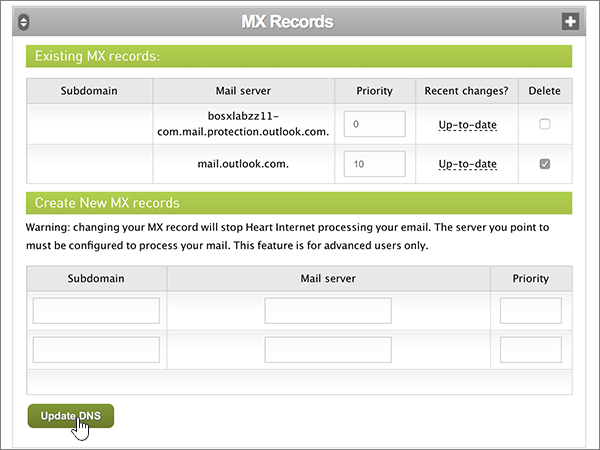 MX Records
Existing MX records:
Subdomain Mail server Priority Recent changes? Delete
bosxlabzz11-
com.mail.protection.outlook.com. 0 Up-to-date
mail.outlook.com. 10 Up-to-date
Create New MX records
Warning: changing your MX record will stop Heart Internet processing your email. The server you point to
must be configured to process your mail. This feature is for advanced users only.
Subdomain Mail server Priority
Update DNS